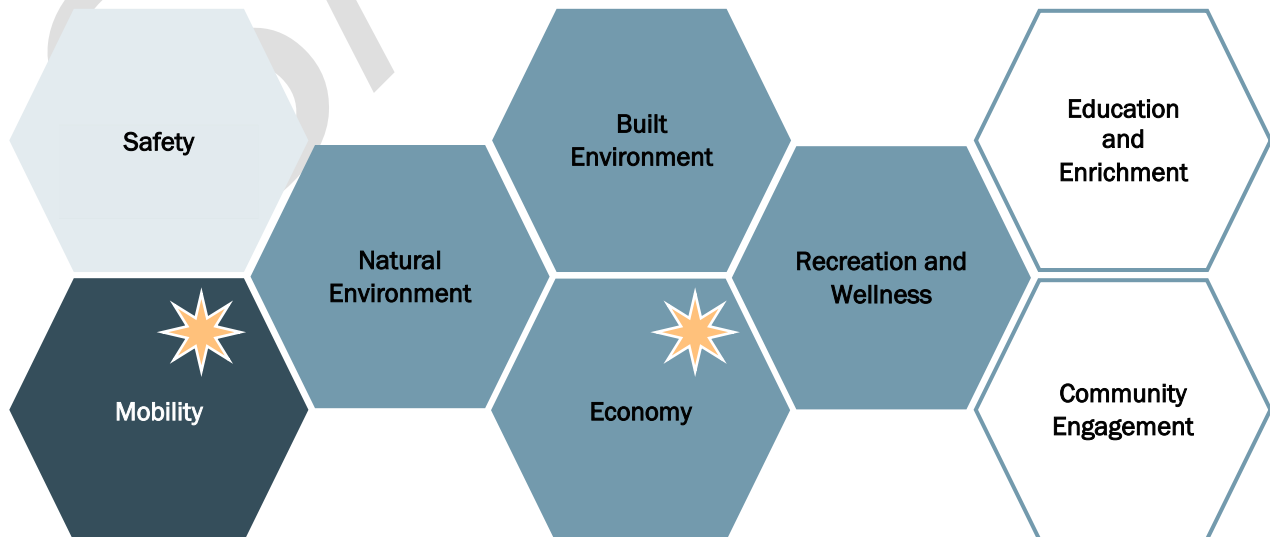 Safety
Mobility
Natural
Environment
Built
Environment
Economy
Recreation and
Wellness
Education
and
Enrichment
Community
Engagement